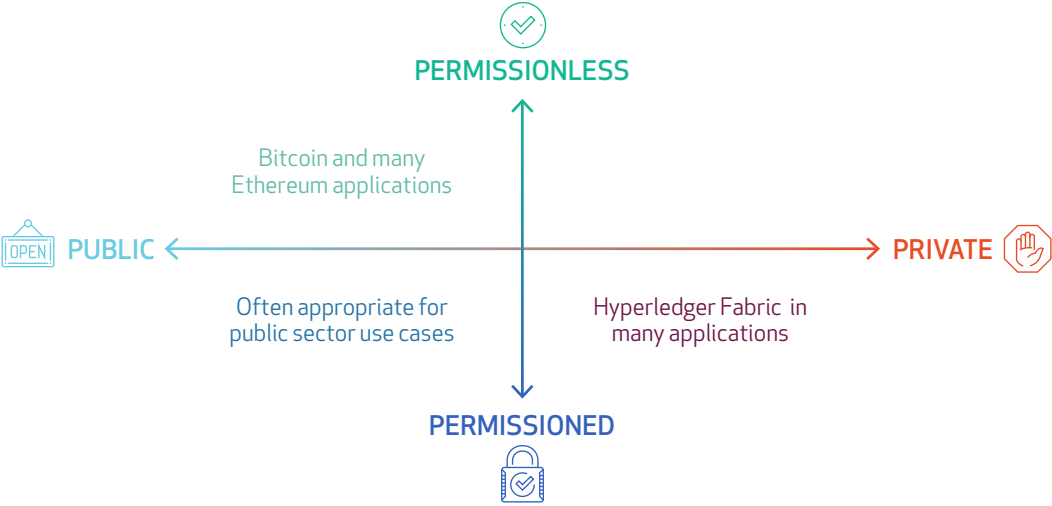 PERMISSIONLESS
Bitcoin and many
Ethereum applications
OPEN
PUBLIC
PRIVATE
Often appropriate for
public sector use cases
Hyperledger Fabric in
many applications
PERMISSIONED